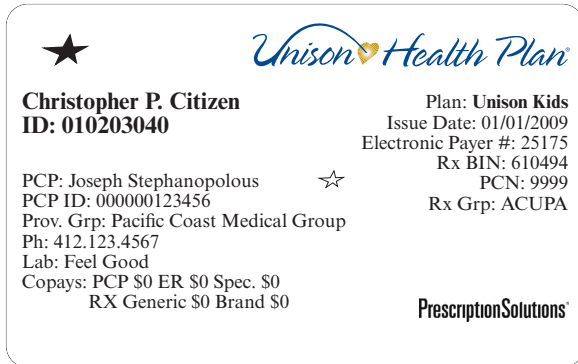 Unison Health Plan®
Christopher P. Citizen
ID: 010203040
Plan: Unison Kids
Issue Date: 01/01/2009
Electronic Payer #: 25175
Rx BIN: 610494
PCN: 9999
Rx Grp: ACUPA
PCP: Joseph Stephanopolous
PCP ID: 000000123456
Prov. Grp: Pacific Coast Medical Group
Ph: 412.123.4567
Lab: Feel Good
Copays: PCP $0 ER $0 Spec. $0
RX Generic $0 Brand $0
PrescriptionSolutions®